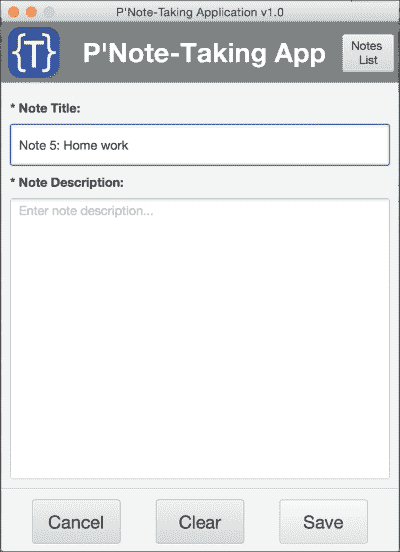 P'Note-Taking Application v1.0
{T}
P'Note-Taking App
Notes
List
* Note Title:
Note 5: Home work
* Note Description:
Enter note description...
Cancel
Clear
Save